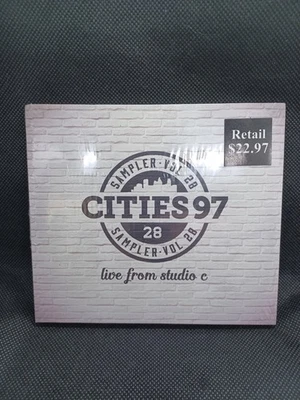 Retail
$22.97
SAMPLER-VOL 28
CITIES 97
28
SAMPLER-VOL 28
live from studio c